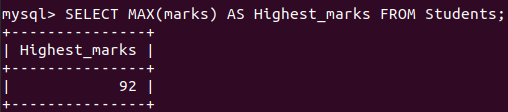 mysql> SELECT MAX(marks) AS Highest_marks FROM Students;
+---------------+
| Highest_marks |
+---------------+
|            92 |
+---------------+